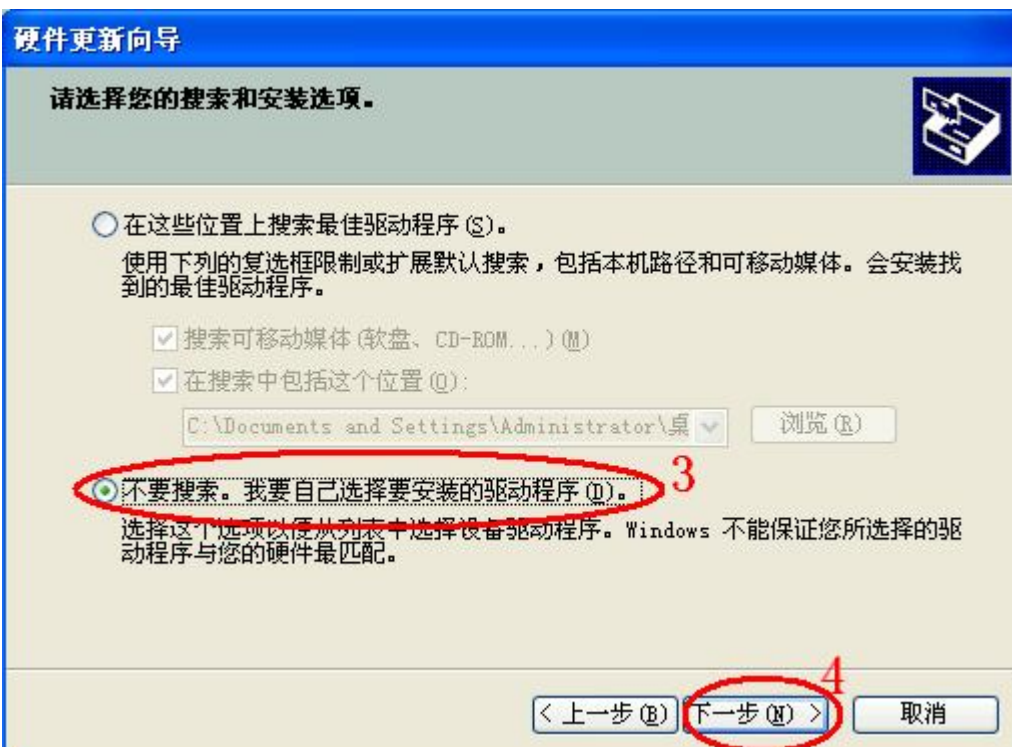 硬件更新向导
请选择您的搜索和安装选项。
在这些位置上搜索最佳驱动程序(S)。
使用下列的复选框限制或扩展默认搜索，包括本机路径和可移动媒体。会安装找
到的最佳驱动程序。
搜索可移动媒体(软盘、CD-ROM...)(M)
在搜索中包括这个位置(O):
C:\Documents and Settings\Administrator\桌
浏览(R)
不要搜索。我要自己选择要安装的驱动程序(D)。
3
选择这个选项以便从列表中选择设备驱动程序。Windows 不能保证您所选择的驱
动程序与您的硬件最匹配。
4
< 上一步(B)
下一步(N) >
取消